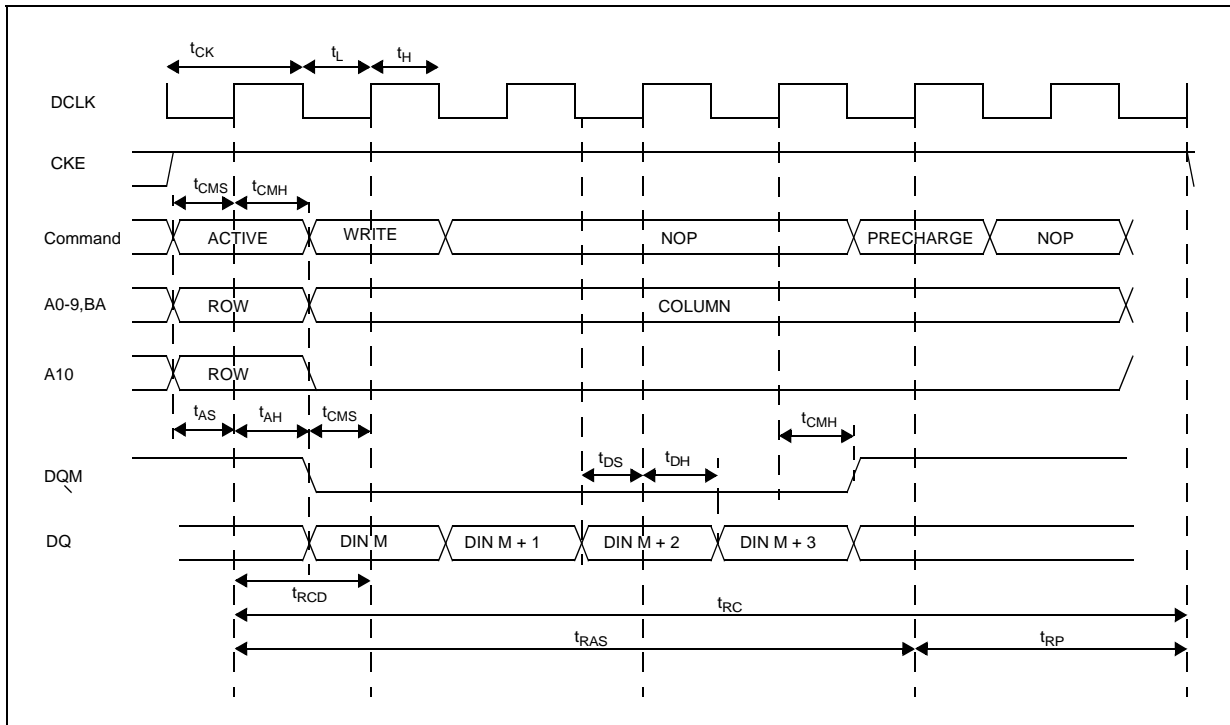 tCK tL tH
DCLK
CKE
tCMS tCMH
Command ACTIVE WRITE NOP PRECHARGE NOP
A0-9,BA ROW COLUMN
A10 ROW
tAS tAH tCMS tCMH
DQM tDS tDH
DQ DIN M DIN M + 1 DIN M + 2 DIN M + 3
tRCD tRC
tRAS tRP